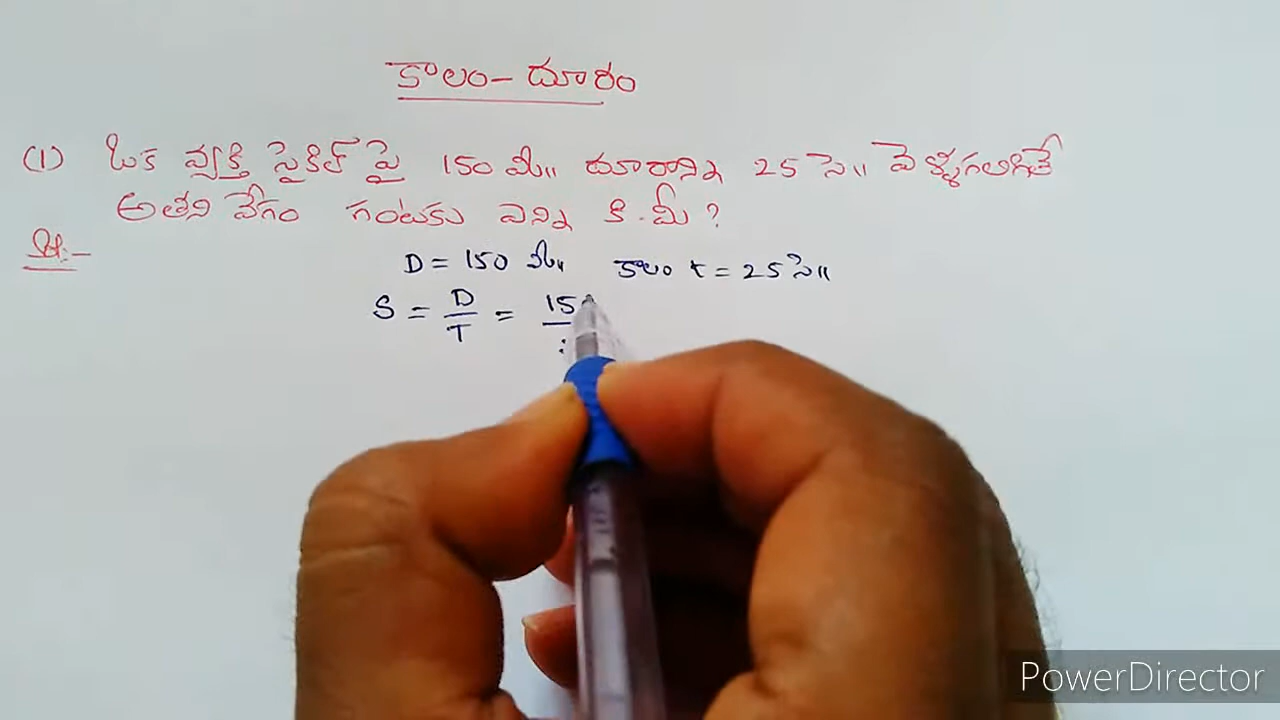 కాలం - దూరం
(1) ఒక వ్యక్తి సైకిల్ పై 150 మీ॥ దూరాన్ని 25 సె॥ వెళ్ళగలిగితే
అతని వేగం గంటకు ఎన్ని కి.మీ ?
D = 150 మీ॥ కాలం t = 25 సె॥
S = D/T = 15
PowerDirector